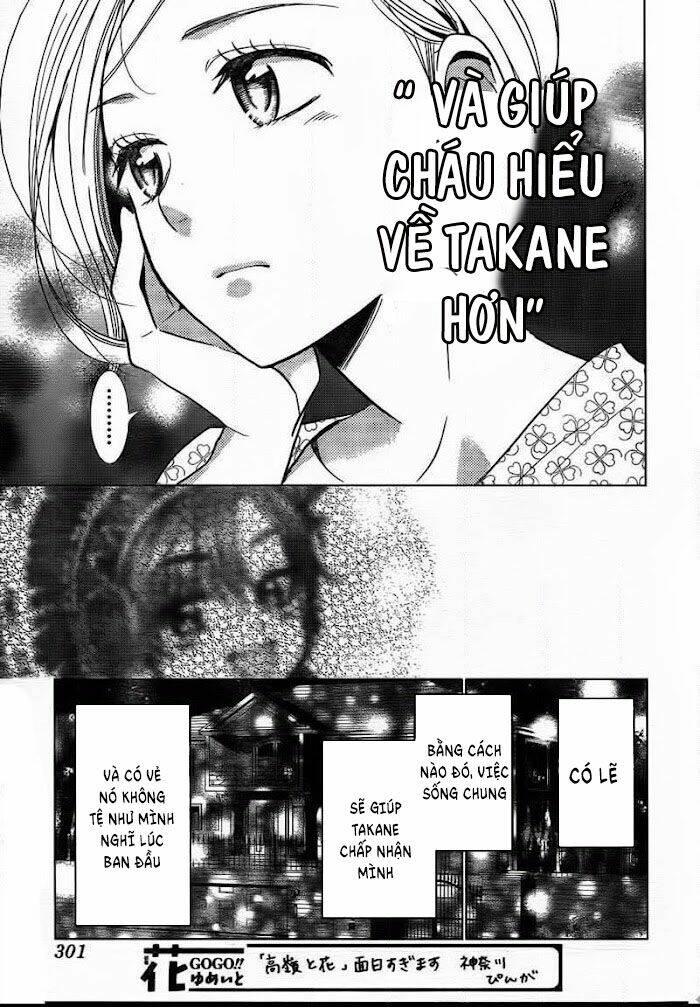 “ VÀ GIÚP
CHÁU HIỂU
VỀ TAKANE
HƠN”
........
CÓ LẼ
BẰNG CÁCH
NÀO ĐÓ, VIỆC
SỐNG CHUNG
SẼ GIÚP
TAKANE
CHẤP NHẬN
MÌNH
VÀ CÓ VẺ
NÓ KHÔNG
TỆ NHƯ MÌNH
NGHĨ LÚC
BAN ĐẦU
301
花 GOGO!!
ゆめいと
「高嶺と花」面白すぎます 神奈川
ぴんが